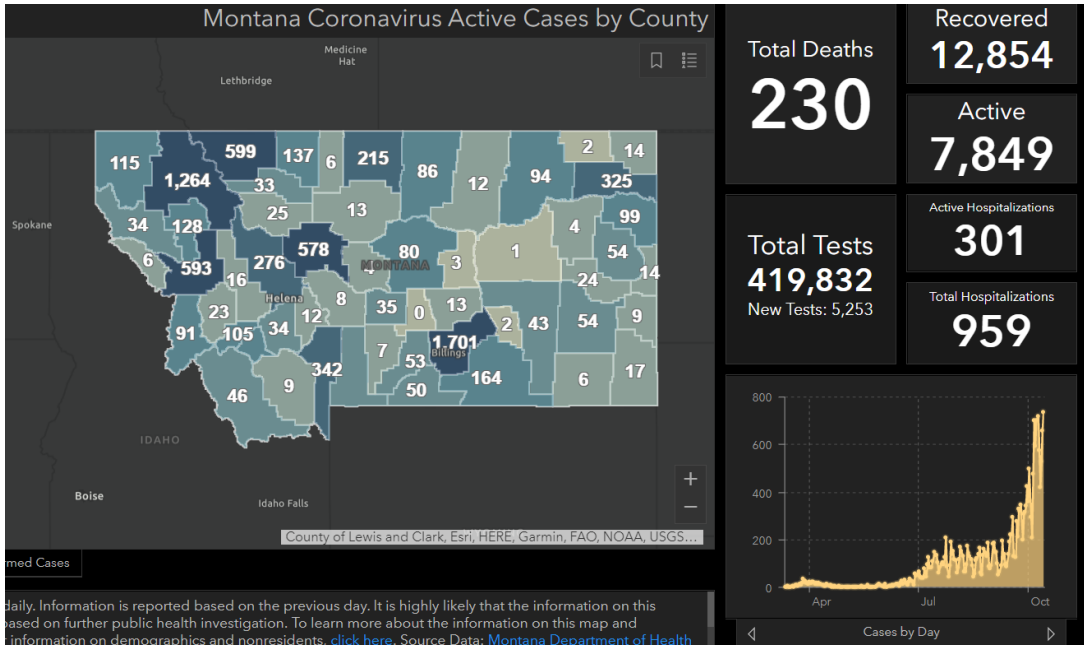 Montana Coronavirus Active Cases by County
Medicine
Hat
Lethbridge
Spokane
MONTANA
Helena
Billings
IDAHO
Boise
Idaho Falls
115
1,264
599
137
6
215
86
12
94
2
14
325
33
25
13
34
128
4
99
6
593
16
276
578
80
3
1
54
14
24
23
12
8
35
0
13
2
43
54
9
91
105
34
1,701
342
7
53
50
164
6
17
46
9
+
−
County of Lewis and Clark, Esri, HERE, Garmin, FAO, NOAA, USGS...
rmed Cases
daily. Information is reported based on the previous day. It is highly likely that the information on this
based on further public health investigation. To learn more about the information on this map and
information on demographics and nonresidents, click here. Source Data: Montana Department of Health
Total Deaths
230
Recovered
12,854
Active
7,849
Total Tests
419,832
New Tests: 5,253
Active Hospitalizations
301
Total Hospitalizations
959
800
600
400
200
0
Apr
Jul
Oct
Cases by Day